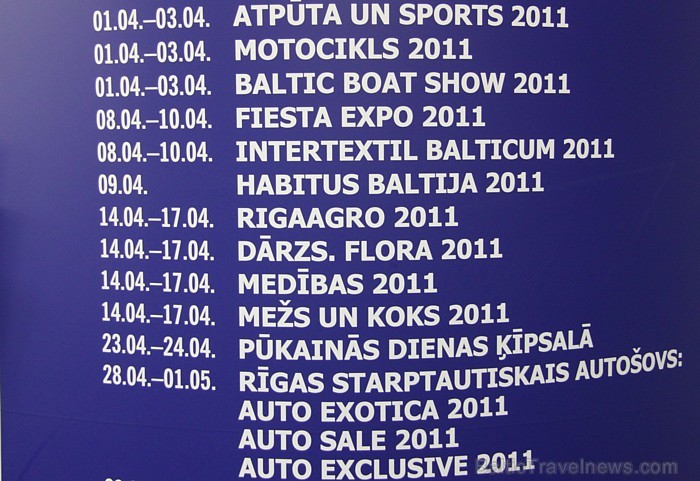 01.04.–03.04. ATPŪTA UN SPORTS 2011
01.04.–03.04. MOTOCIKLS 2011
01.04.–03.04. BALTIC BOAT SHOW 2011
08.04.–10.04. FIESTA EXPO 2011
08.04.–10.04. INTERTEXTIL BALTICUM 2011
09.04. HABITUS BALTIJA 2011
14.04.–17.04. RIGAAGRO 2011
14.04.–17.04. DĀRZS. FLORA 2011
14.04.–17.04. MEDĪBAS 2011
14.04.–17.04. MEŽS UN KOKS 2011
23.04.–24.04. PŪKAINĀS DIENAS ĶĪPSALĀ
28.04.–01.05. RĪGAS STARPTAUTISKAIS AUTOŠOVS:
AUTO EXOTICA 2011
AUTO SALE 2011
AUTO EXCLUSIVE 2011
BalticTravelnews.com